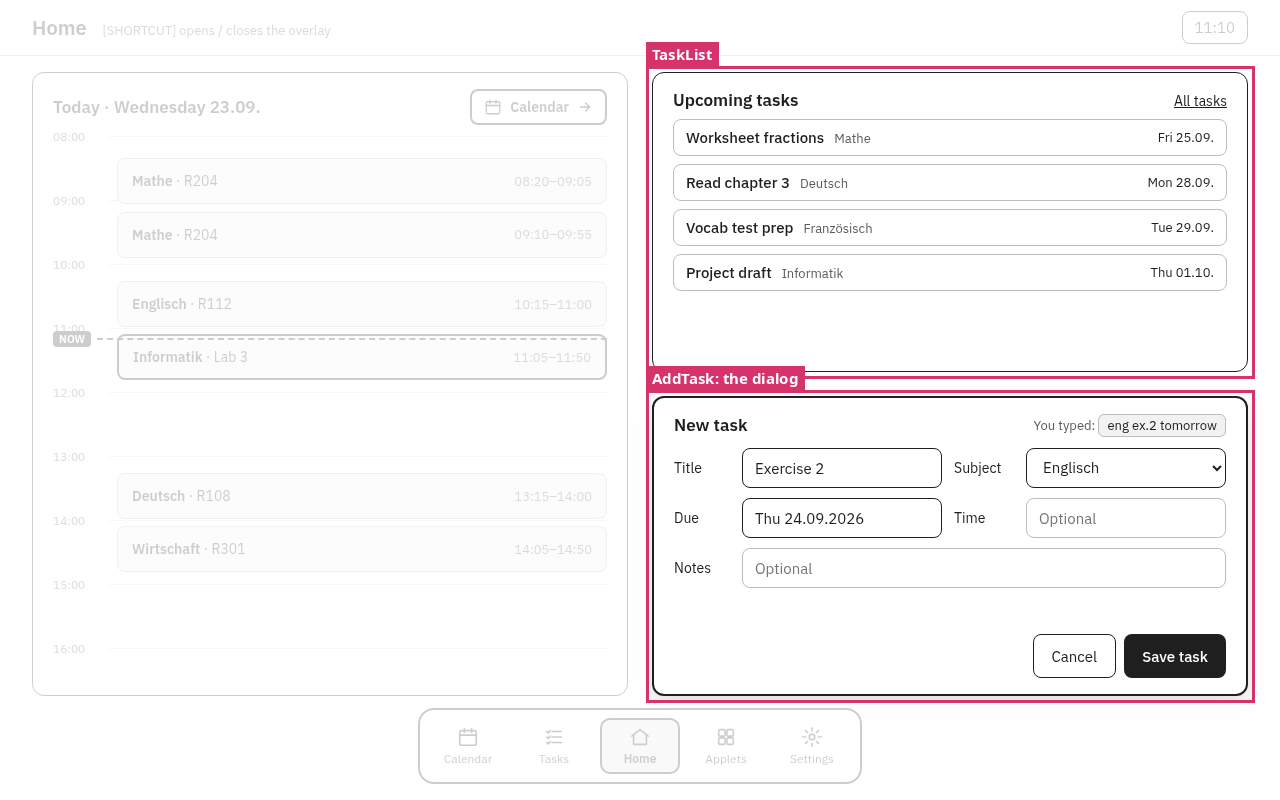 Home [SHORTCUT] opens / closes the overlay 11:10
Today · Wednesday 23.09. Calendar →
08:00
Mathe · R204 08:20–09:05
09:00
Mathe · R204 09:10–09:55
10:00
Englisch · R112 10:15–11:00
11:00
NOW
Informatik · Lab 3 11:05–11:50
12:00
13:00
Deutsch · R108 13:15–14:00
14:00
Wirtschaft · R301 14:05–14:50
15:00
16:00
TaskList
Upcoming tasks All tasks
Worksheet fractions Mathe Fri 25.09.
Read chapter 3 Deutsch Mon 28.09.
Vocab test prep Französisch Tue 29.09.
Project draft Informatik Thu 01.10.
AddTask: the dialog
New task You typed: eng ex.2 tomorrow
Title Exercise 2 Subject Englisch
Due Thu 24.09.2026 Time Optional
Notes Optional
Cancel Save task
Calendar Tasks Home Applets Settings